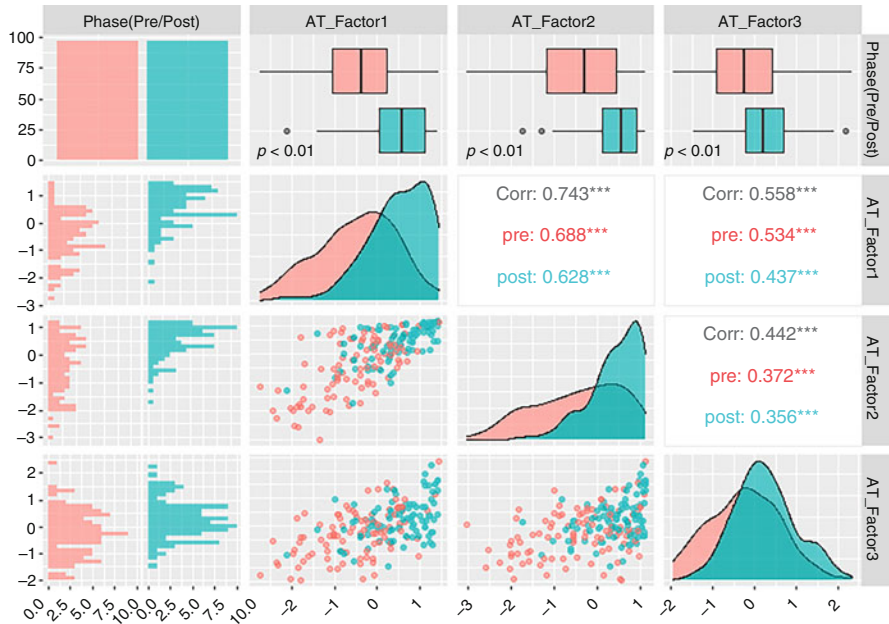 Phase(Pre/Post) AT_Factor1 AT_Factor2 AT_Factor3
100
75
50
25
0
p < 0.01 p < 0.01 p < 0.01
Phase(Pre/Post)
1
0
−1
−2
−3
Corr: 0.743*** Corr: 0.558***
pre: 0.688*** pre: 0.534***
post: 0.628*** post: 0.437***
AT_Factor1
1
0
−1
−2
−3
Corr: 0.442***
pre: 0.372***
post: 0.356***
AT_Factor2
2
1
0
−1
−2
AT_Factor3
0.0 2.5 5.0 7.5 10.0 0.0 2.5 5.0 7.5 10.0 −2 −1 0 1 −3 −2 −1 0 1 −2 −1 0 1 2